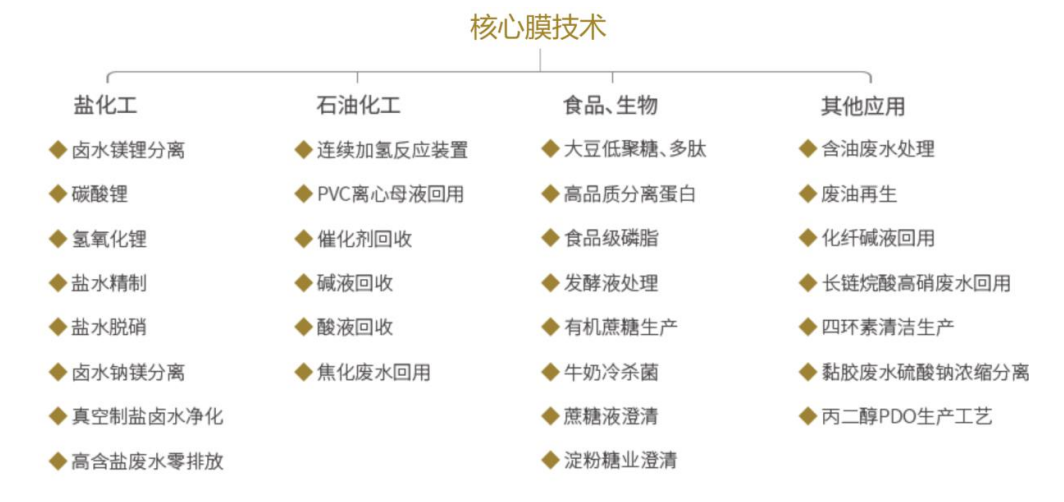 核心膜技术
盐化工
卤水镁锂分离
碳酸锂
氢氧化锂
盐水精制
盐水脱硝
卤水钠镁分离
真空制盐卤水净化
高含盐废水零排放
石油化工
连续加氢反应装置
PVC离心母液回用
催化剂回收
碱液回收
酸液回收
焦化废水回用
食品、生物
大豆低聚糖、多肽
高品质分离蛋白
食品级磷脂
发酵液处理
有机蔗糖生产
牛奶冷杀菌
蔗糖液澄清
淀粉糖业澄清
其他应用
含油废水处理
废油再生
化纤碱液回用
长链烷酸高硝废水回用
四环素清洁生产
黏胶废水硫酸钠浓缩分离
丙二醇PDO生产工艺